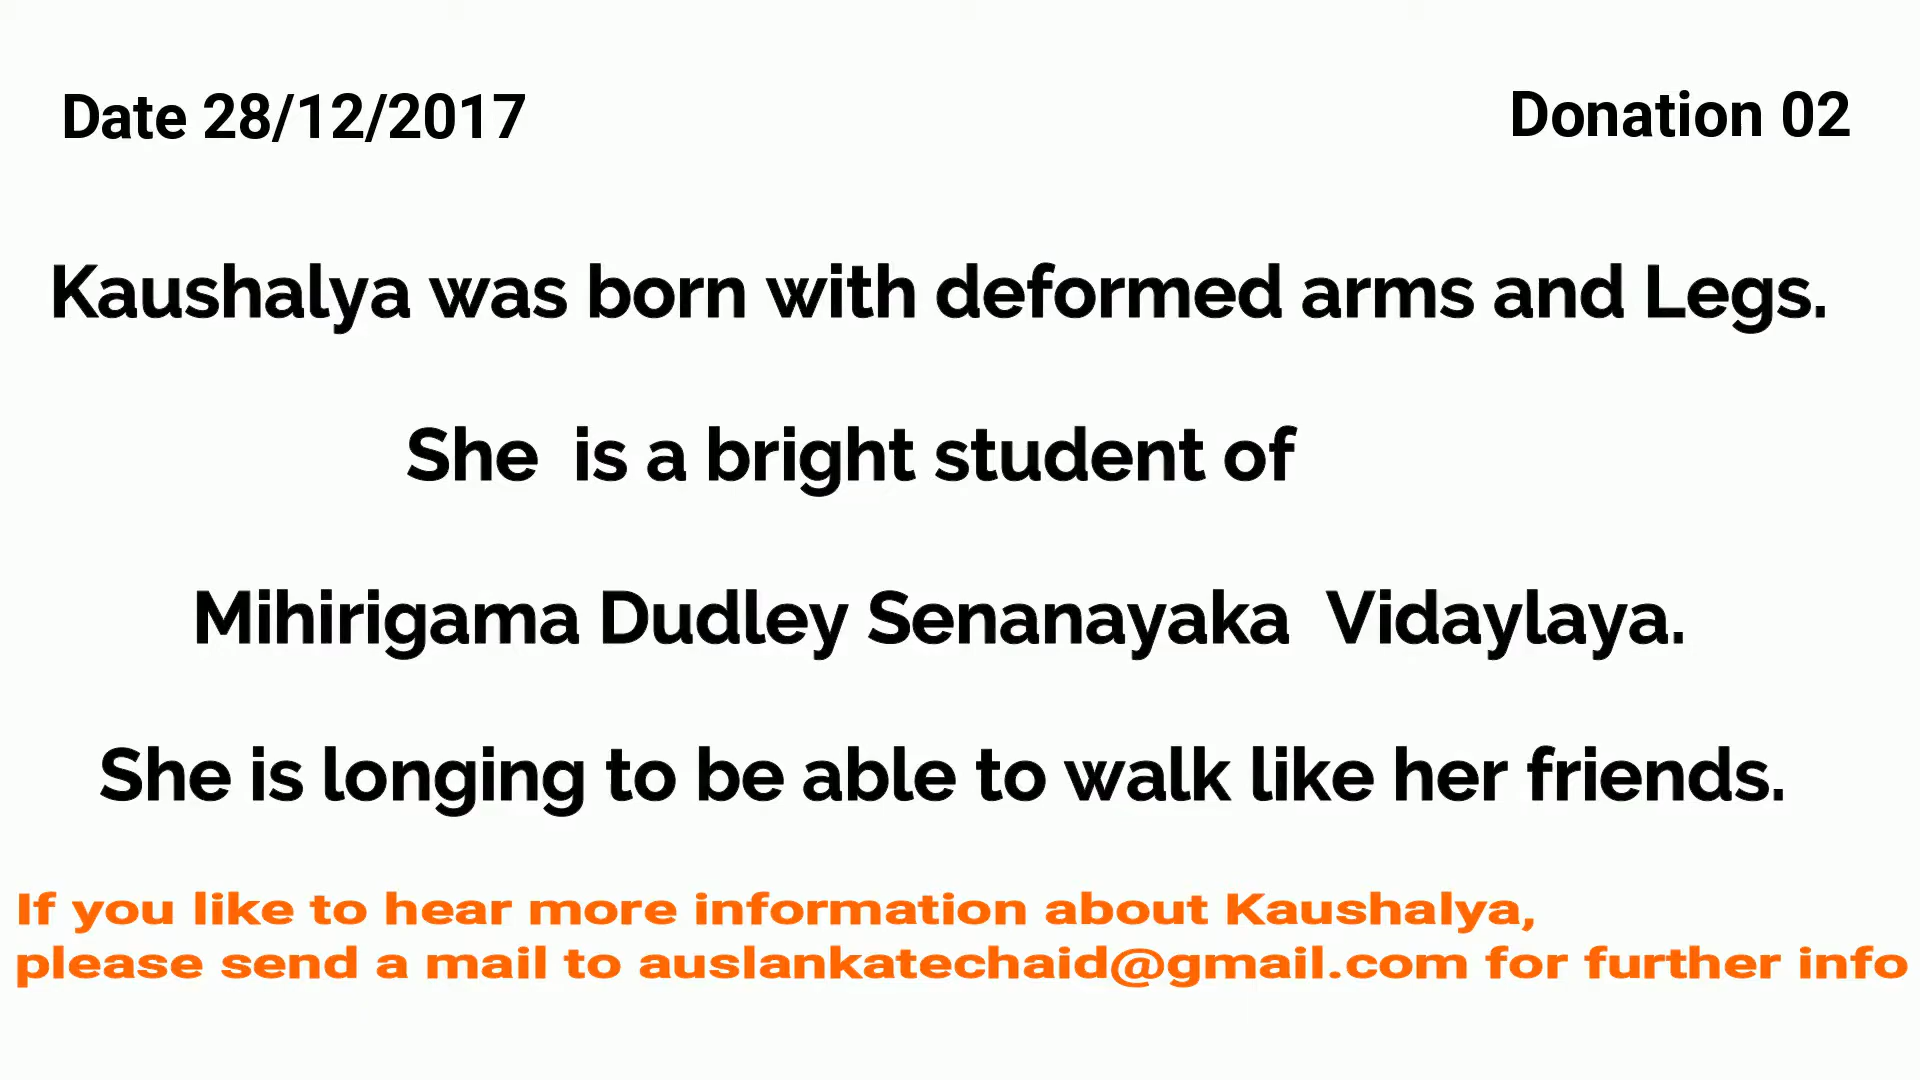 Date 28/12/2017
Donation 02
Kaushalya was born with deformed arms and Legs.
She is a bright student of
Mihirigama Dudley Senanayaka Vidaylaya.
She is longing to be able to walk like her friends.
If you like to hear more information about Kaushalya,
please send a mail to auslankatechaid@gmail.com for further info